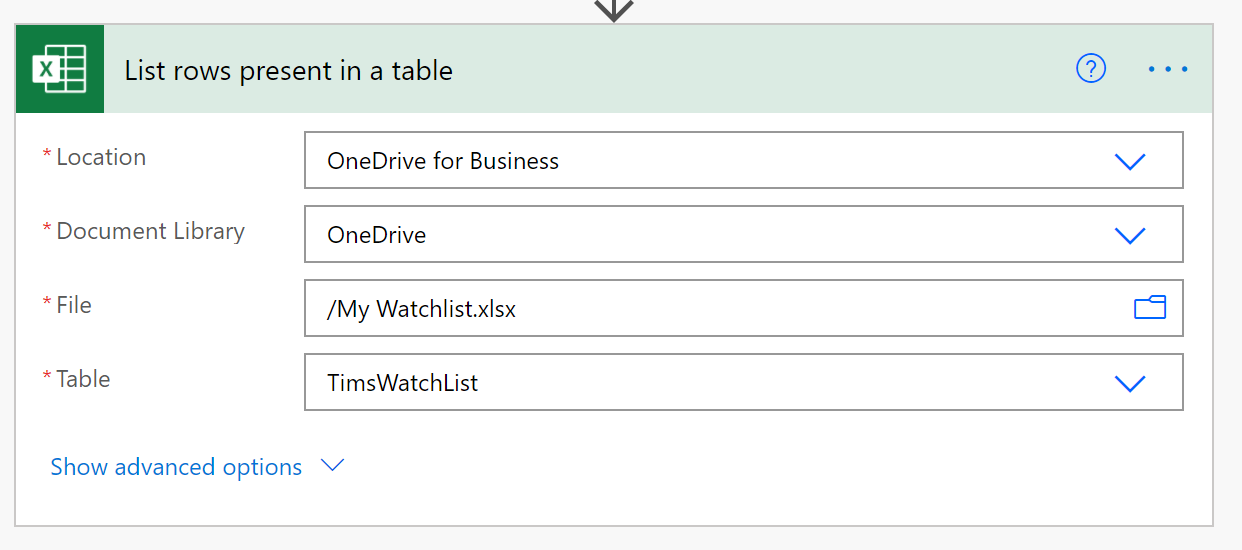 X
List rows present in a table
?
* Location
OneDrive for Business
* Document Library
OneDrive
* File
/My Watchlist.xlsx
* Table
TimsWatchList
Show advanced options